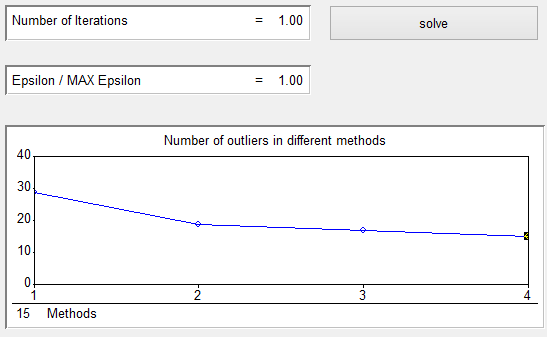 Number of Iterations = 1.00
solve
Epsilon / MAX Epsilon = 1.00
Number of outliers in different methods
40
30
20
10
0
1 2 3 4
15 Methods